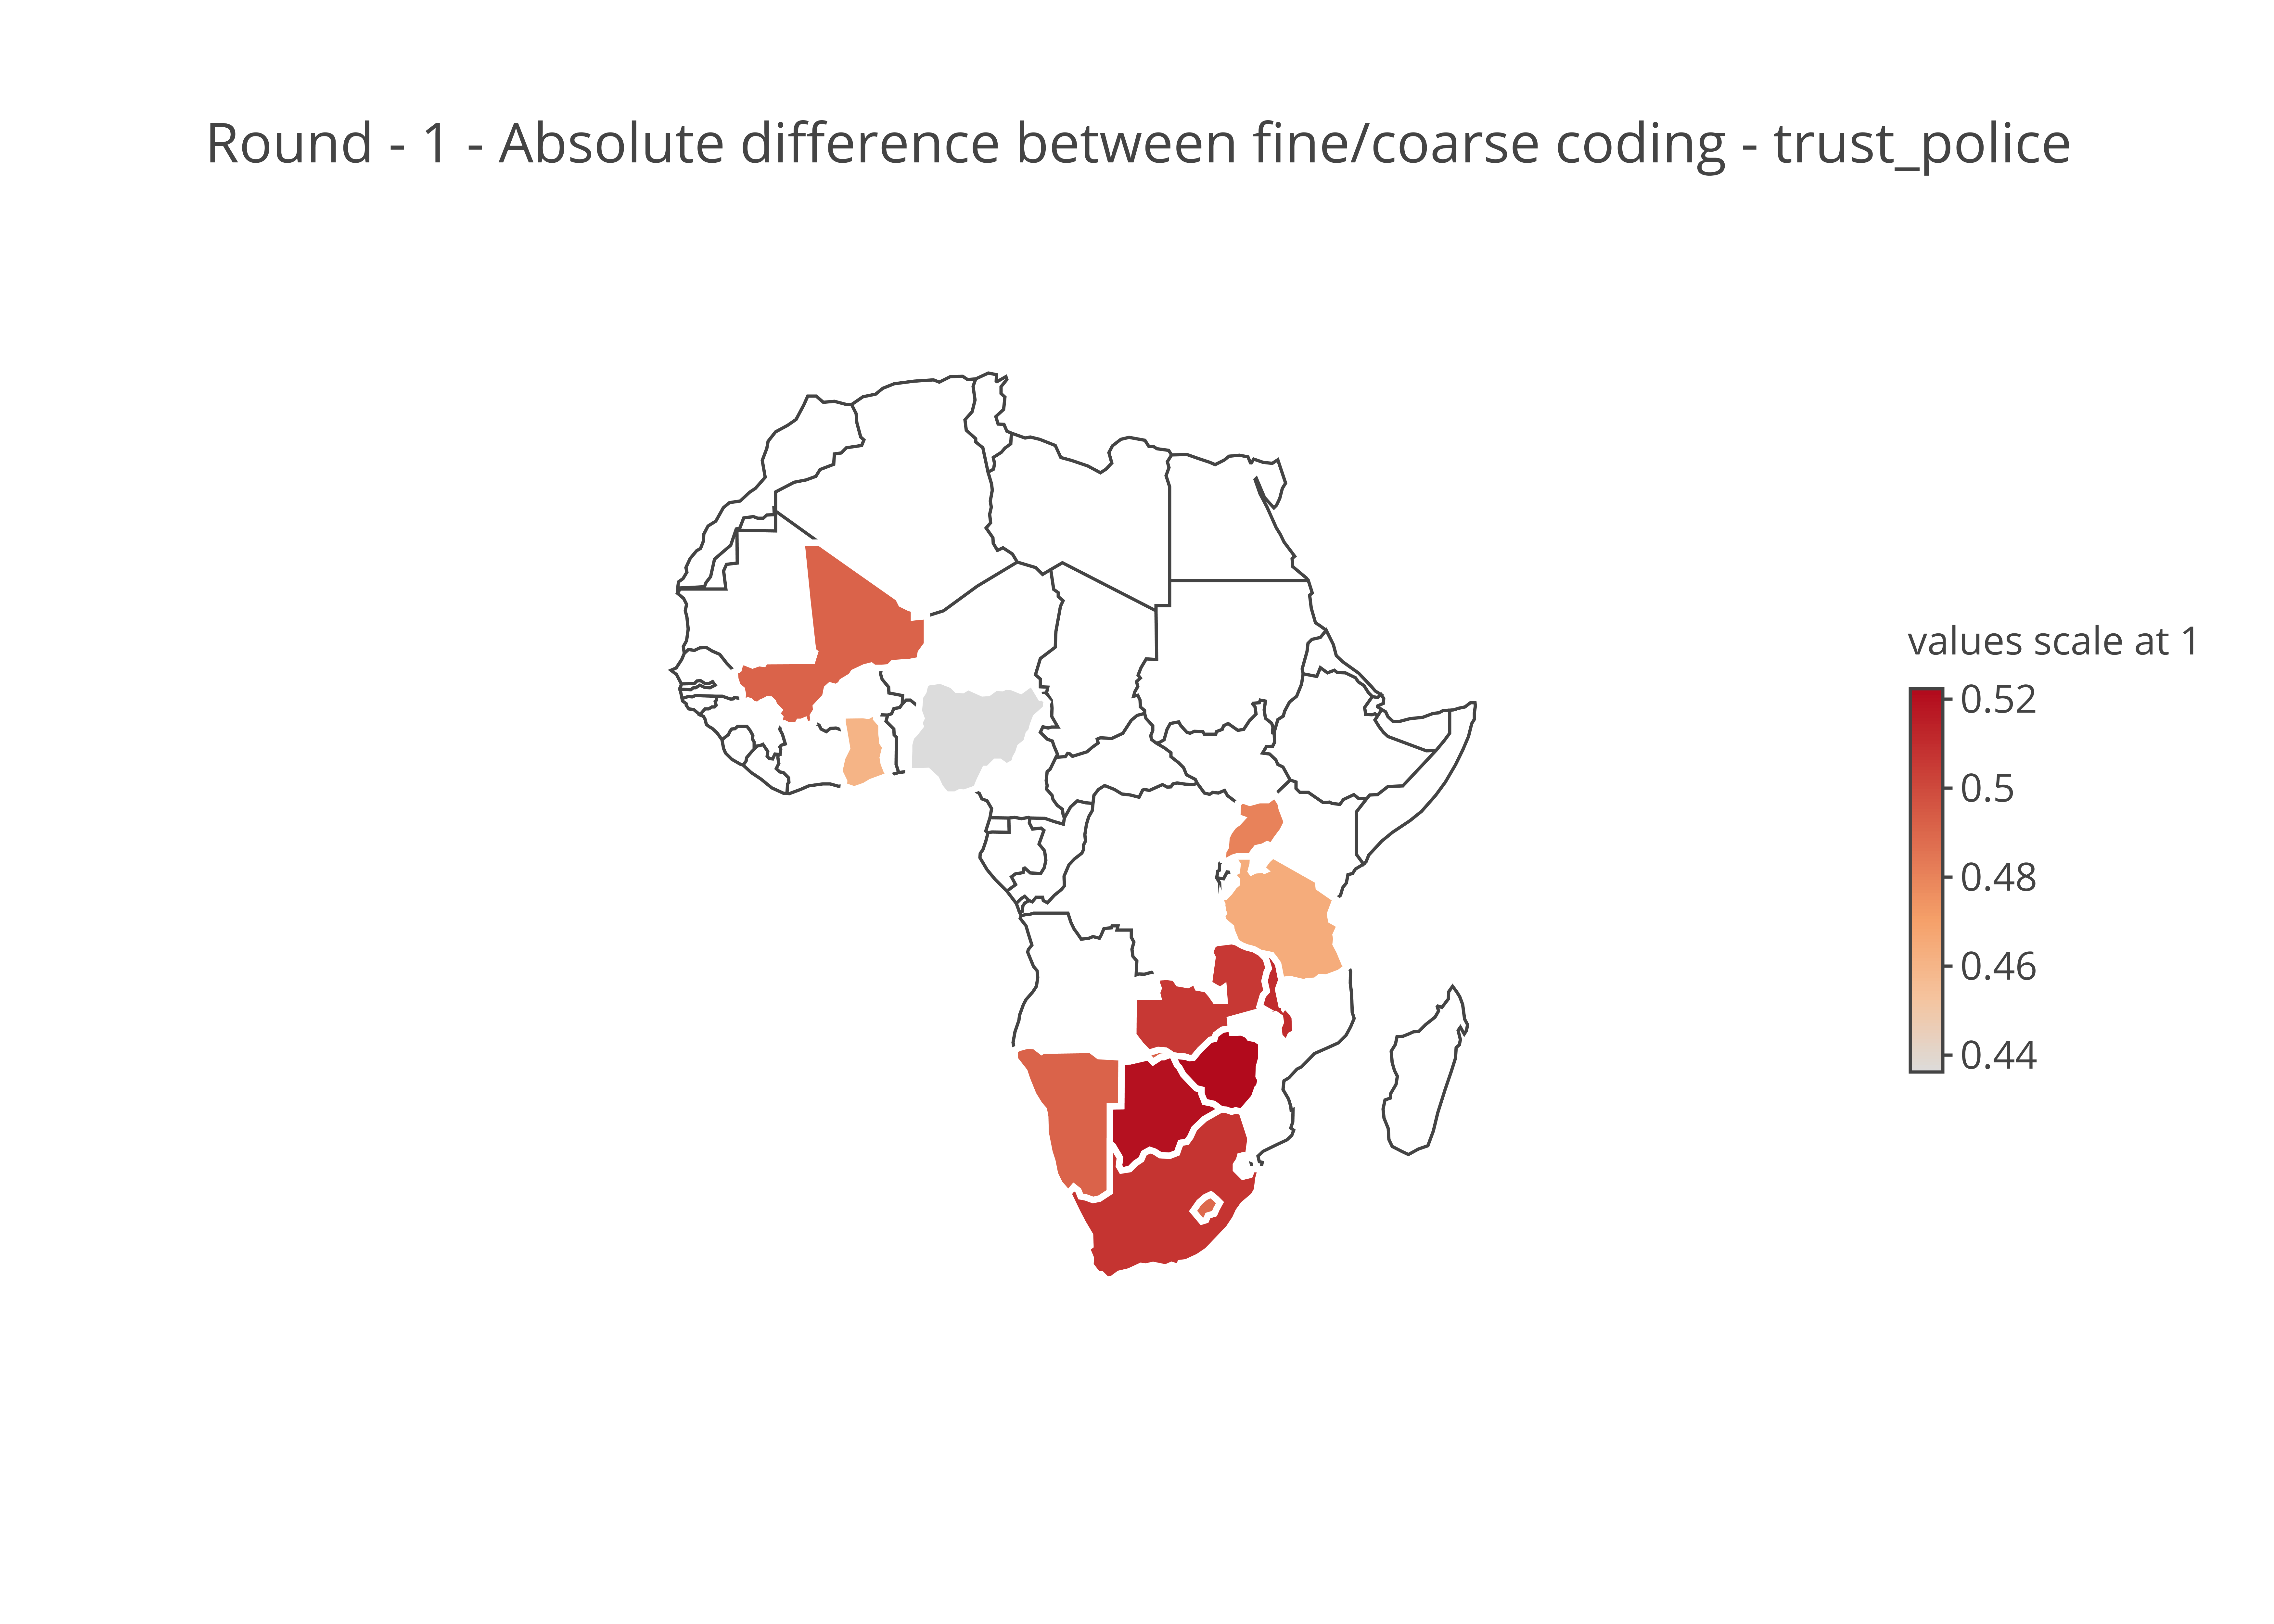 Round - 1 - Absolute difference between fine/coarse coding - trust_police
values scale at 1
0.52
0.5
0.48
0.46
0.44